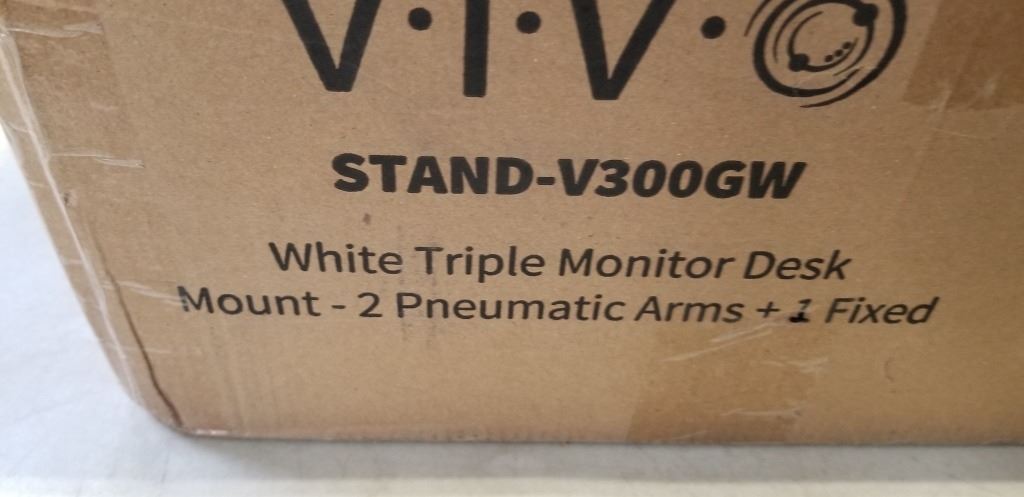 V·I·V·O
STAND-V300GW
White Triple Monitor Desk
Mount - 2 Pneumatic Arms + 1 Fixed